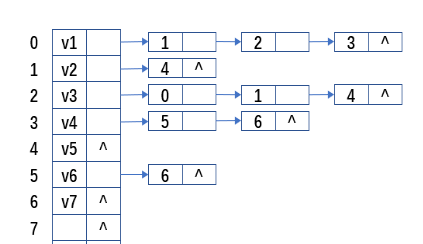 0 v1 1 2 3 ^
1 v2 4 ^
2 v3 0 1 4 ^
3 v4 5 6 ^
4 v5 ^
5 v6 6 ^
6 v7 ^
7 ^